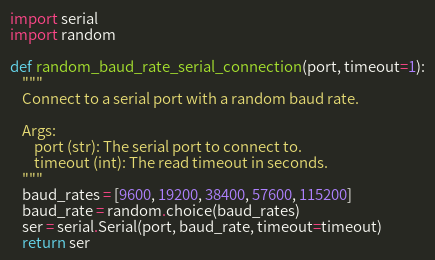 import serial
import random

def random_baud_rate_serial_connection(port, timeout=1):
    """
    Connect to a serial port with a random baud rate.

    Args:
        port (str): The serial port to connect to.
        timeout (int): The read timeout in seconds.
    """
    baud_rates = [9600, 19200, 38400, 57600, 115200]
    baud_rate = random.choice(baud_rates)
    ser = serial.Serial(port, baud_rate, timeout=timeout)
    return ser